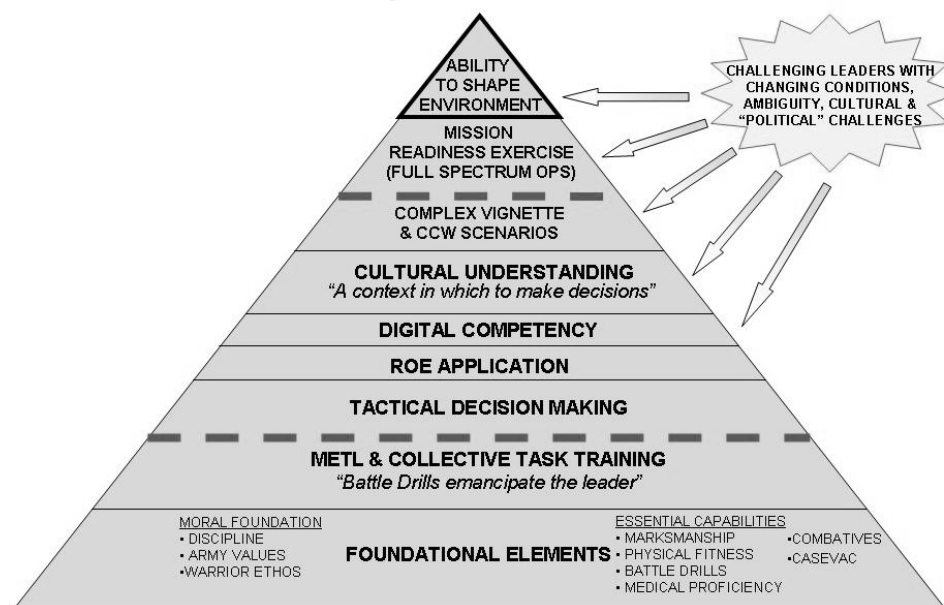 ABILITY
TO SHAPE
ENVIRONMENT
CHALLENGING LEADERS WITH
CHANGING CONDITIONS,
AMBIGUITY, CULTURAL &
“POLITICAL” CHALLENGES
MISSION
READINESS EXERCISE
(FULL SPECTRUM OPS)
COMPLEX VIGNETTE
& CCW SCENARIOS
CULTURAL UNDERSTANDING
“A context in which to make decisions”
DIGITAL COMPETENCY
ROE APPLICATION
TACTICAL DECISION MAKING
METL & COLLECTIVE TASK TRAINING
“Battle Drills emancipate the leader”
MORAL FOUNDATION
▪ DISCIPLINE
▪ ARMY VALUES
▪WARRIOR ETHOS
FOUNDATIONAL ELEMENTS
ESSENTIAL CAPABILITIES
▪ MARKSMANSHIP
▪ PHYSICAL FITNESS
▪ BATTLE DRILLS
▪ MEDICAL PROFICIENCY
▪COMBATIVES
▪CASEVAC